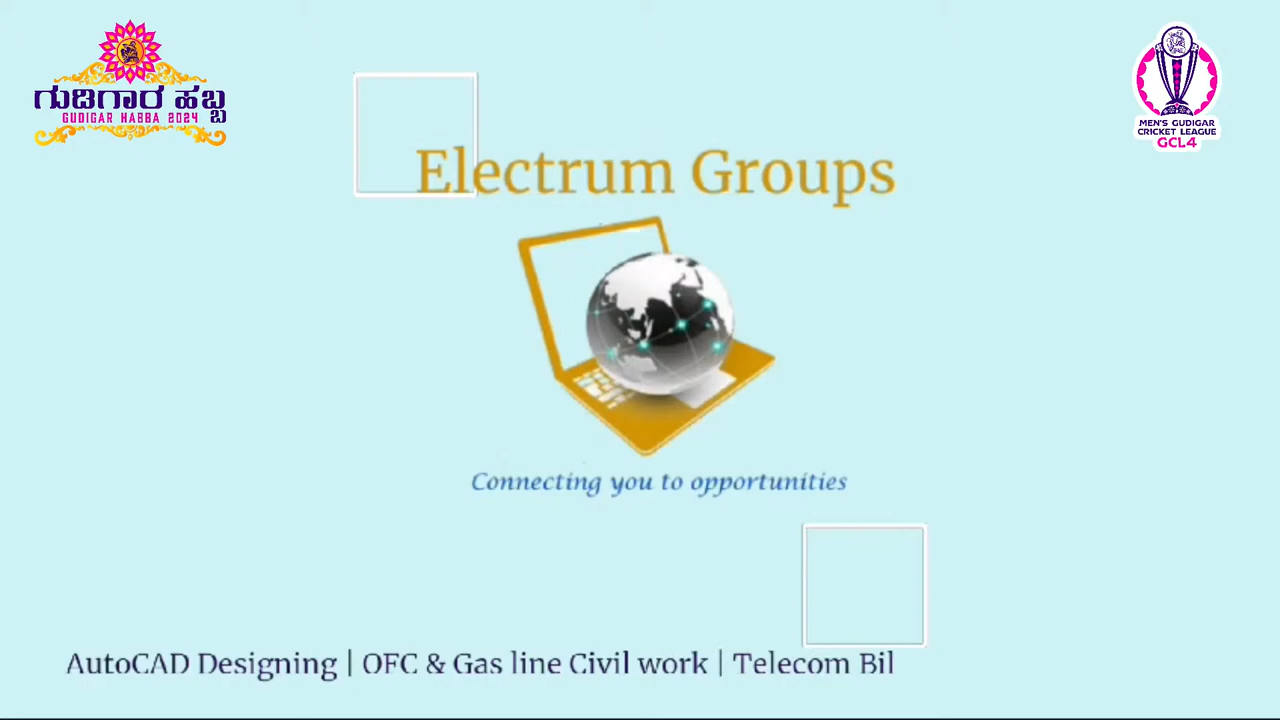 ಗುಡಿಗಾರ ಹಬ್ಬ
GUDIGAR HABBA 2024
MEN'S GUDIGAR
CRICKET LEAGUE
GCL4
Electrum Groups
Connecting you to opportunities
AutoCAD Designing | OFC & Gas line Civil work | Telecom Bil